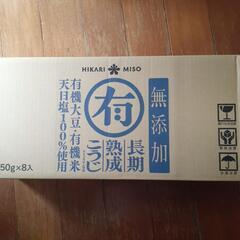 HIKARI MISO
無添加
有
長期
熟成
こうじ
有機大豆・有機米
天日塩100%使用
50g×8入